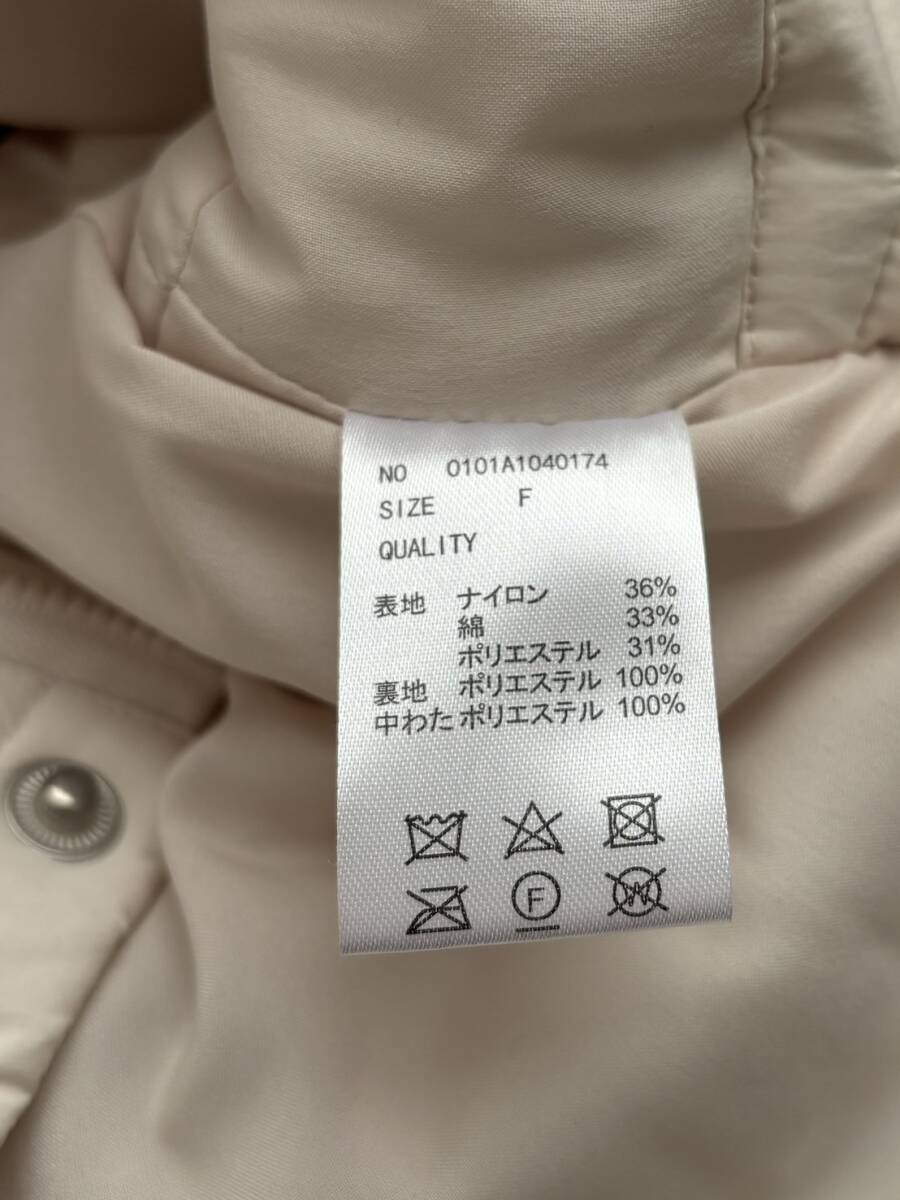 NO 0101A1040174
SIZE F
QUALITY
表地 ナイロン 36%
綿 33%
ポリエステル 31%
裏地 ポリエステル 100%
中わた ポリエステル 100%
F
W